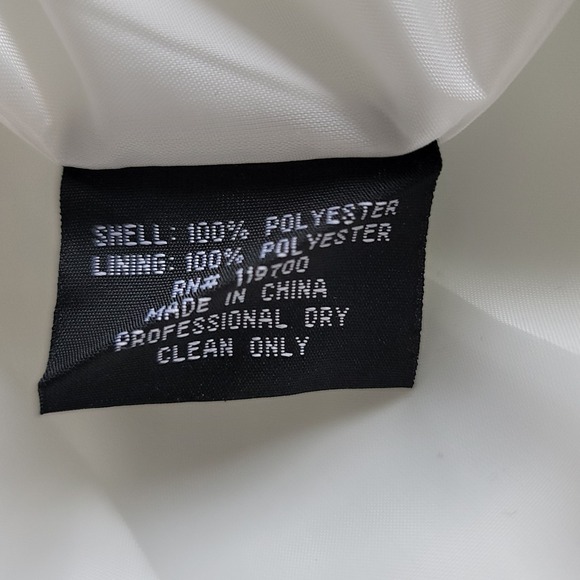 SHELL: 100% POLYESTER
LINING: 100% POLYESTER
RN# 119700
MADE IN CHINA
PROFESSIONAL DRY
CLEAN ONLY